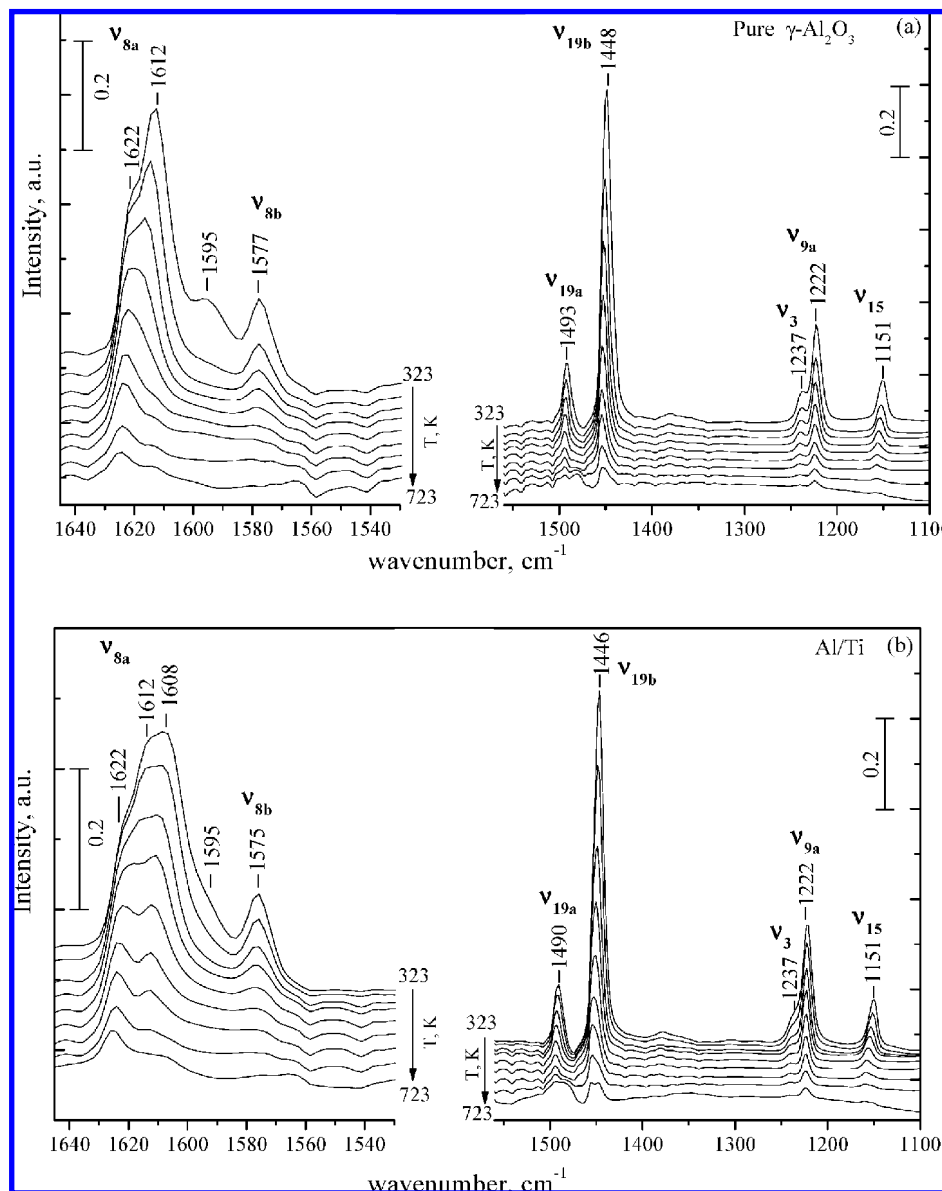 Pure γ-Al2O3 (a)
ν8a
1622
1612
1595
ν8b
1577
0.2
Intensity, a.u.
323
T, K
723
1640 1620 1600 1580 1560 1540
ν19a
1493
ν19b
1448
ν3
1237
ν9a
1222
ν15
1151
0.2
323
T, K
723
1500 1400 1300 1200 1100
wavenumber, cm-1
Al/Ti (b)
ν8a
1622
1612
1608
1595
ν8b
1575
0.2
Intensity, a.u.
323
T, K
723
1640 1620 1600 1580 1560 1540
ν19a
1490
1446
ν19b
ν3
1237
ν9a
1222
ν15
1151
0.2
323
T, K
723
1500 1400 1300 1200 1100
wavenumber, cm-1